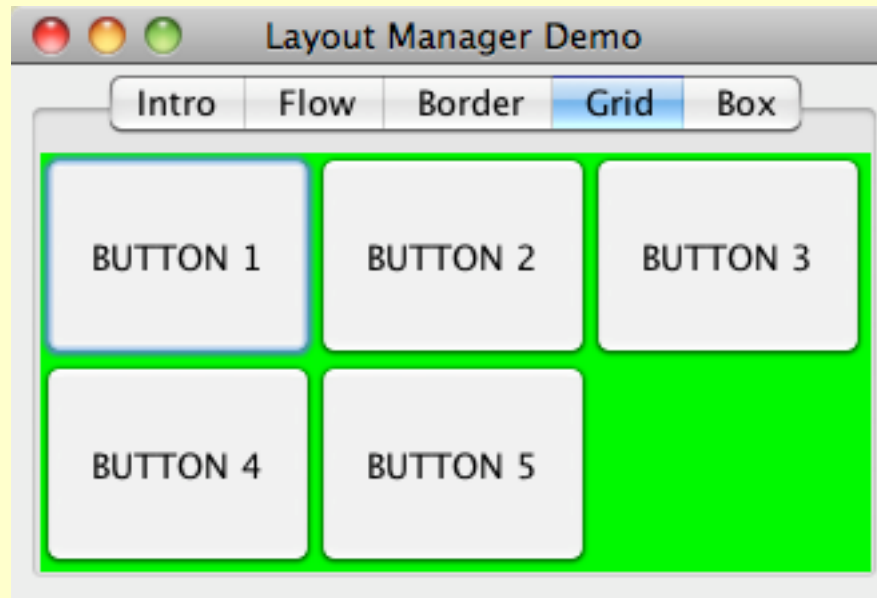 Layout Manager Demo
Intro Flow Border Grid Box
BUTTON 1 BUTTON 2 BUTTON 3
BUTTON 4 BUTTON 5